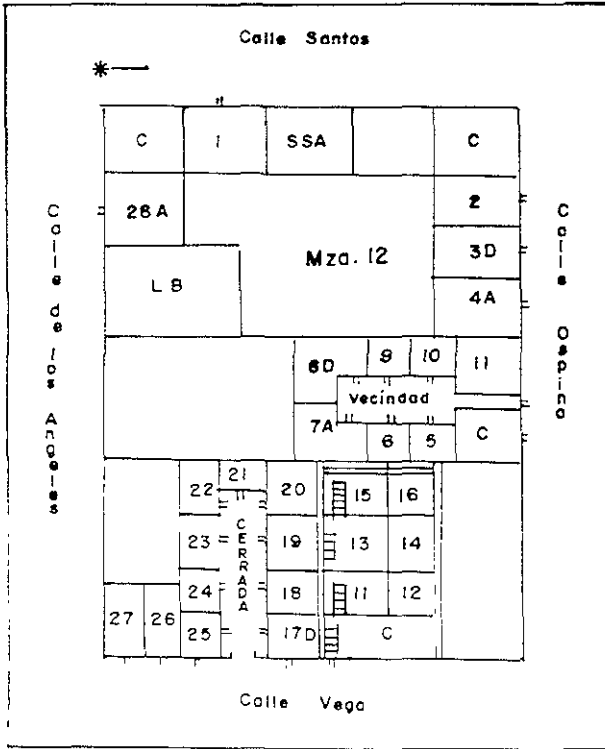 Calle Santos
C 1 SSA C
28A 2
Mza. 12 3D
L B 4A
Calle de los Angeles
Calle Ospina
8D 9 10 11
Vecindad
7A 6 5 C
21
22 20 15 16
CERRADA
23 19 13 14
24 18 11 12
27 26 25 17D C
Calle Vega